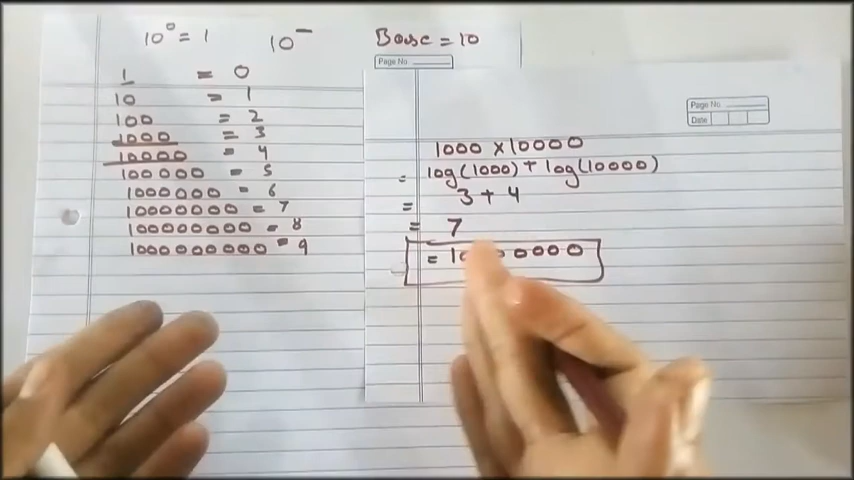 10⁰ = 1 10⁻ Base = 10
1 = 0
10 = 1
100 = 2
1000 = 3
10000 = 4
100000 = 5
1000000 = 6
10000000 = 7
100000000 = 8
1000000000 = 9
Page No
Page No
Date
1000 × 10000
= log(1000) + log(10000)
= 3 + 4
= 7